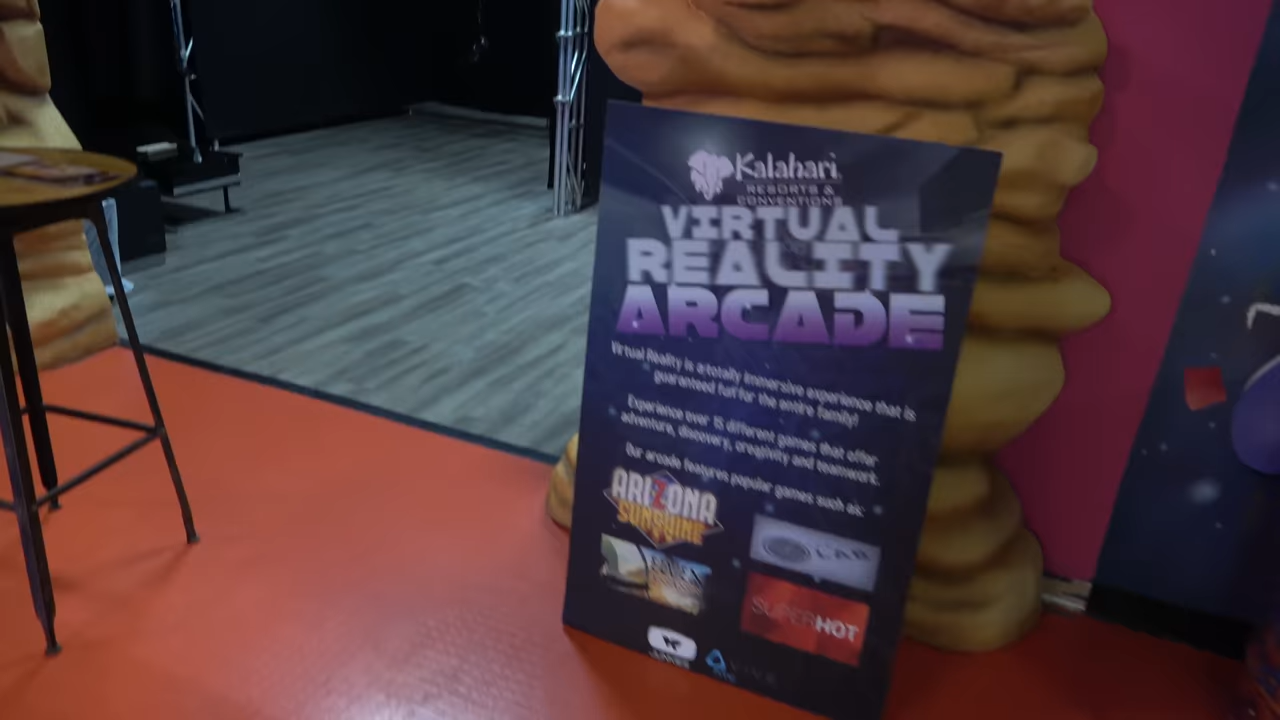 Kalahari
RESORTS &
CONVENTIONS
VIRTUAL
REALITY
ARCADE
Virtual Reality is a totally immersive experience that is
guaranteed fun for the entire family!
Experience over 15 different games that offer
adventure, discovery, creativity and teamwork.
Our arcade features popular games such as:
ARIZONA
SUNSHINE
LAB
SUPERHOT
VIVE